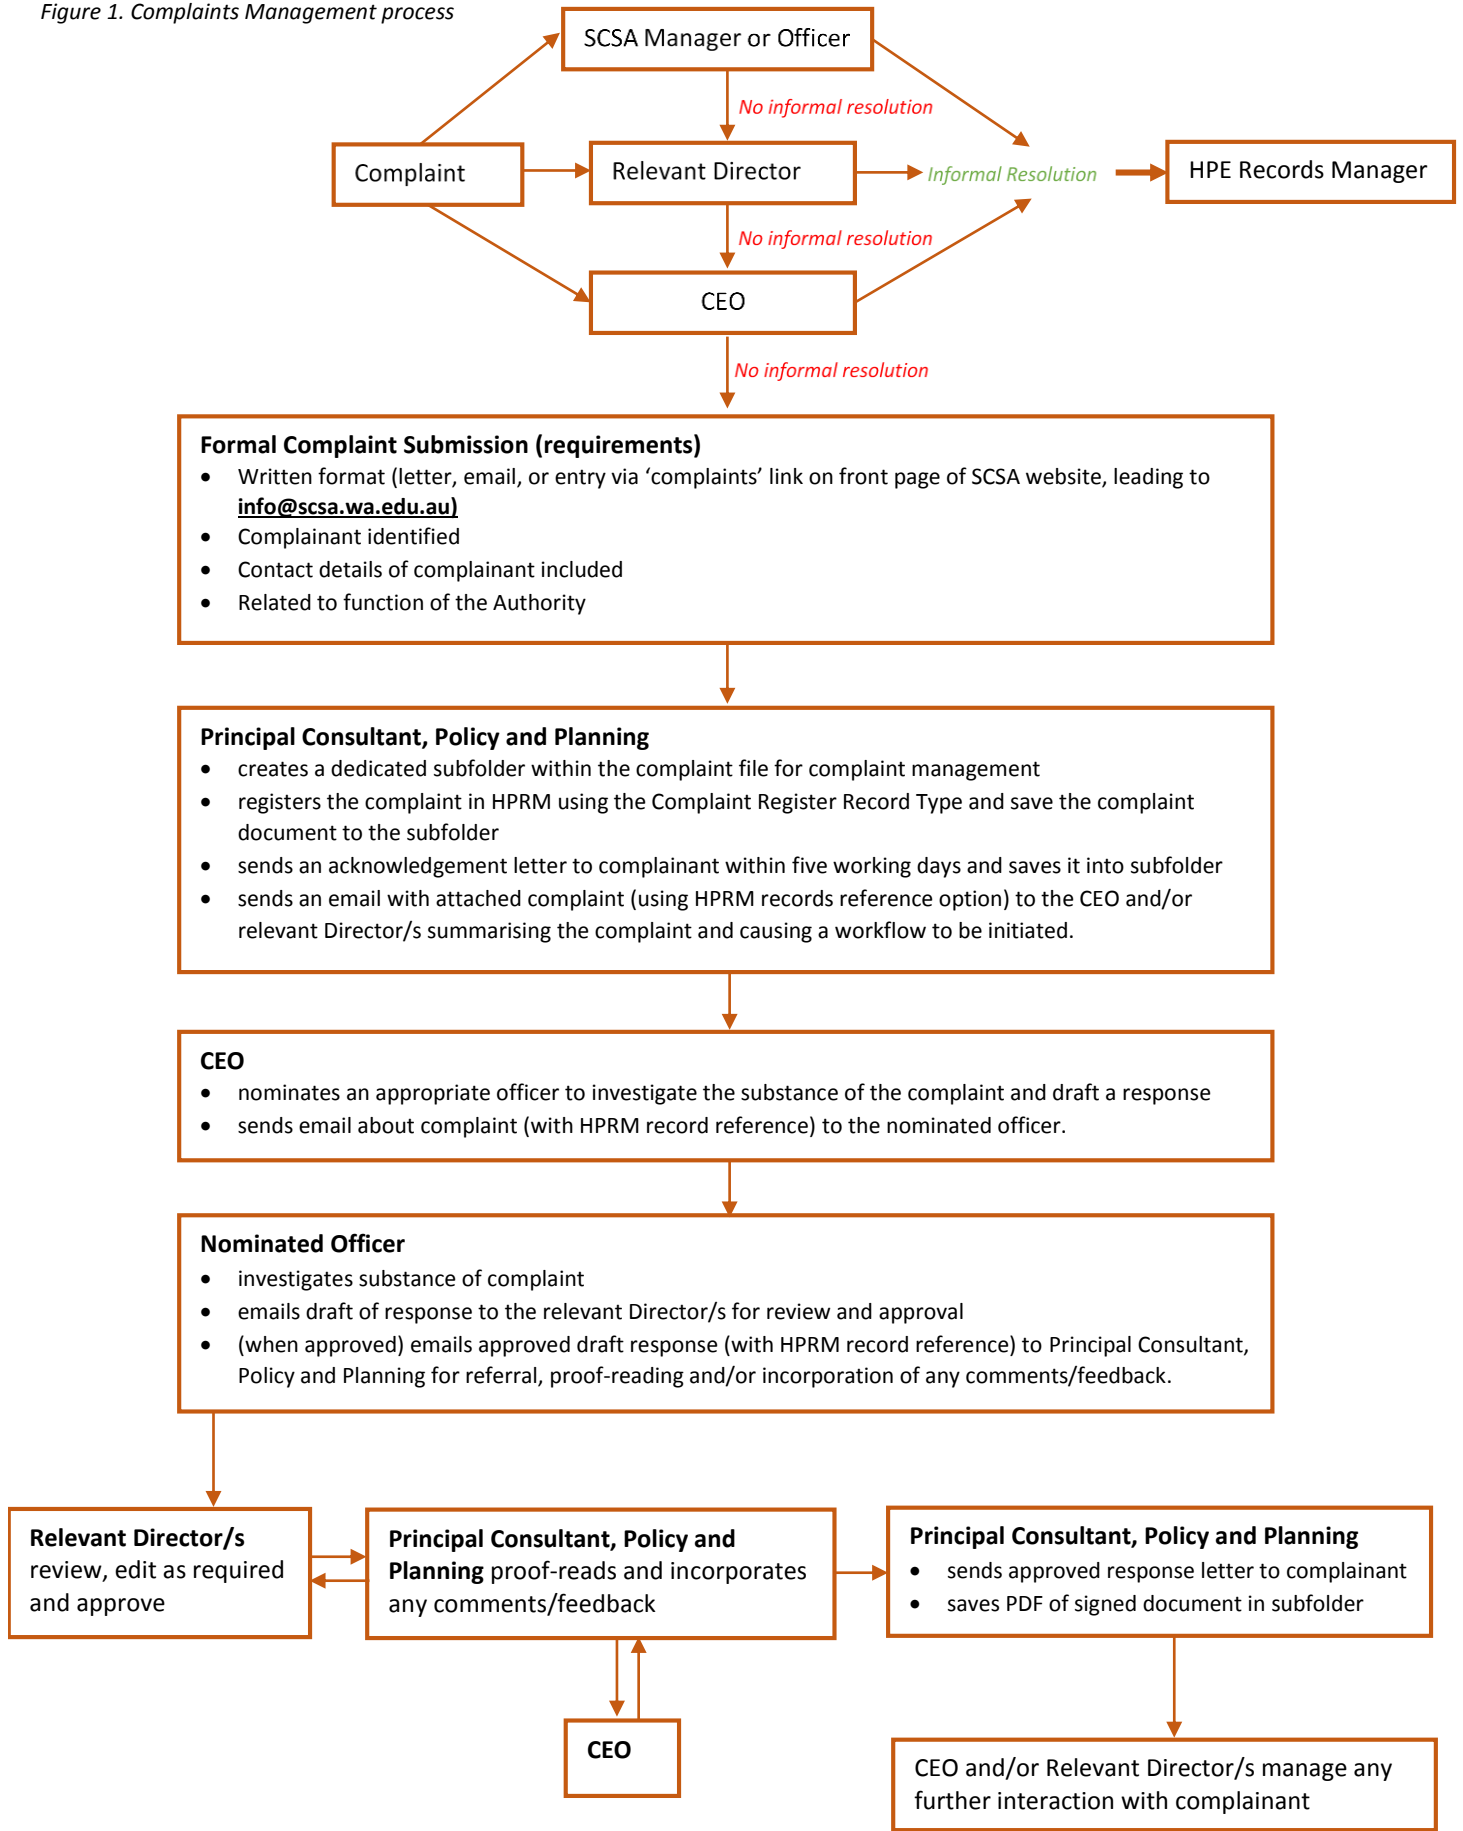 Figure 1. Complaints Management process
SCSA Manager or Officer
No informal resolution
Complaint
Relevant Director
Informal Resolution
HPE Records Manager
No informal resolution
CEO
No informal resolution
Formal Complaint Submission (requirements)
• Written format (letter, email, or entry via ‘complaints’ link on front page of SCSA website, leading to
info@scsa.wa.edu.au)
• Complainant identified
• Contact details of complainant included
• Related to function of the Authority
Principal Consultant, Policy and Planning
• creates a dedicated subfolder within the complaint file for complaint management
• registers the complaint in HPRM using the Complaint Register Record Type and save the complaint
document to the subfolder
• sends an acknowledgement letter to complainant within five working days and saves it into subfolder
• sends an email with attached complaint (using HPRM records reference option) to the CEO and/or
relevant Director/s summarising the complaint and causing a workflow to be initiated.
CEO
• nominates an appropriate officer to investigate the substance of the complaint and draft a response
• sends email about complaint (with HPRM record reference) to the nominated officer.
Nominated Officer
• investigates substance of complaint
• emails draft of response to the relevant Director/s for review and approval
• (when approved) emails approved draft response (with HPRM record reference) to Principal Consultant,
Policy and Planning for referral, proof-reading and/or incorporation of any comments/feedback.
Relevant Director/s
review, edit as required
and approve
Principal Consultant, Policy and
Planning proof-reads and incorporates
any comments/feedback
Principal Consultant, Policy and Planning
• sends approved response letter to complainant
• saves PDF of signed document in subfolder
CEO
CEO and/or Relevant Director/s manage any
further interaction with complainant